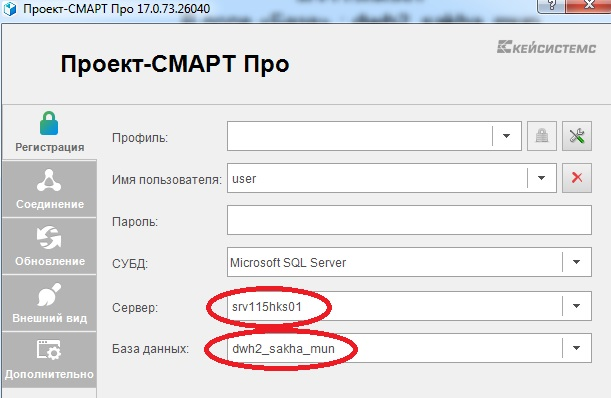 Проект-СМАРТ Про 17.0.73.26040
КЕЙСИСТЕМС
Проект-СМАРТ Про
Регистрация
Соединение
Обновление
Внешний вид
Дополнительно
Профиль:
Имя пользователя: user
Пароль:
СУБД: Microsoft SQL Server
Сервер: srv115hks01
База данных: dwh2_sakha_mun